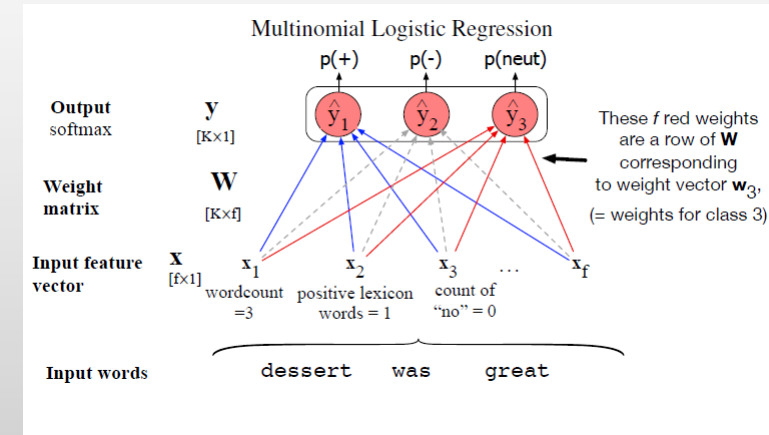 Multinomial Logistic Regression
p(+) p(-) p(neut)
Output
softmax
y
[K×1]
ŷ1 ŷ2 ŷ3
These f red weights
are a row of W
corresponding
to weight vector w3,
(= weights for class 3)
Weight
matrix
W
[K×f]
Input feature
vector
x
[f×1]
x1 x2 x3 ... xf
wordcount
=3
positive lexicon
words = 1
count of
“no” = 0
Input words
dessert was great